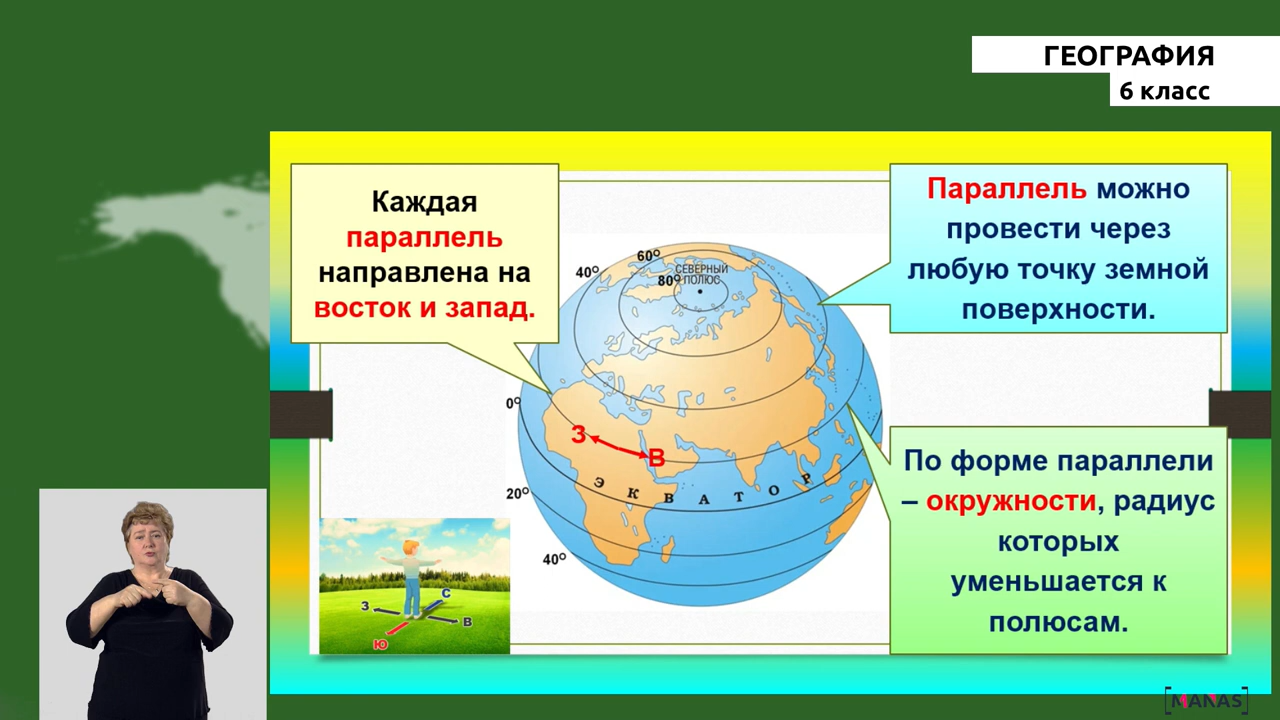 ГЕОГРАФИЯ
6 класс
Каждая
параллель
направлена на
восток и запад.
Параллель можно
провести через
любую точку земной
поверхности.
По форме параллели
– окружности, радиус
которых
уменьшается к
полюсам.
60°
40°
СЕВЕРНЫЙ
80° ПОЛЮС
0°
З
В
ЭКВАТОР
20°
40°
С
З
В
Ю
[MANAS]